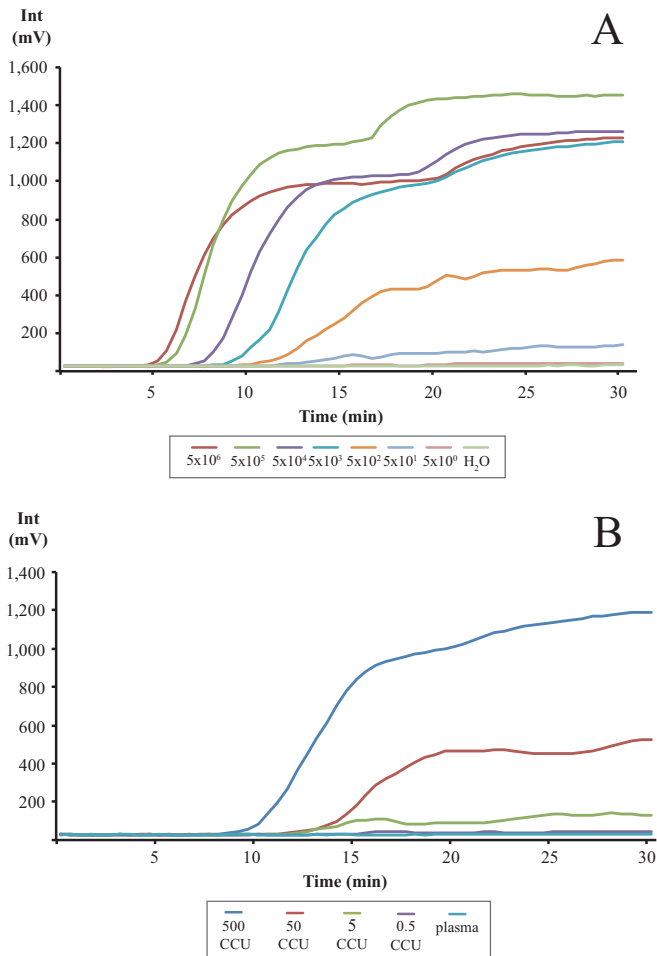 Int
(mV)
A
1,600
1,400
1,200
1,000
800
600
400
200
5 10 15 20 25 30
Time (min)
5x10⁶ 5x10⁵ 5x10⁴ 5x10³ 5x10² 5x10¹ 5x10⁰ H₂O
Int
(mV)
B
1,400
1,200
1,000
800
600
400
200
5 10 15 20 25 30
Time (min)
500 50 5 0.5 plasma
CCU CCU CCU CCU